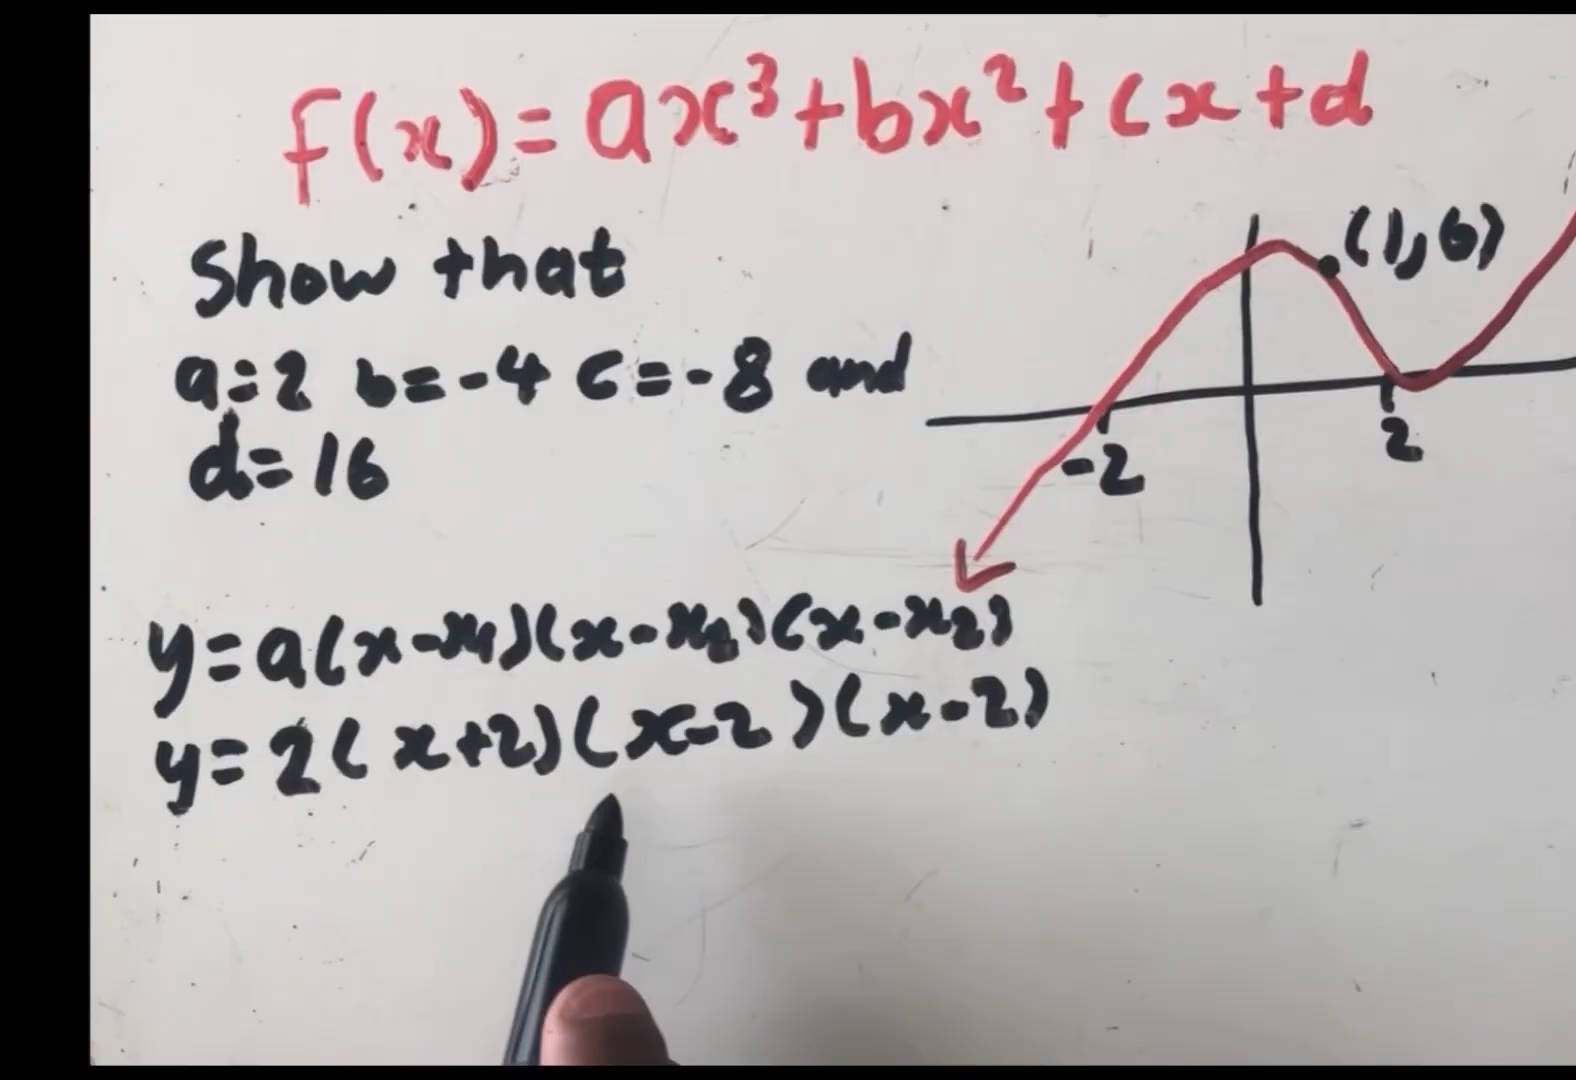 f(x)=ax³+bx²+cx+d
Show that
a=2 b=-4 c=-8 and
d=16
(1,6)
-2
2
y=a(x-x₁)(x-x₂)(x-x₂)
y=2(x+2)(x-2)(x-2)